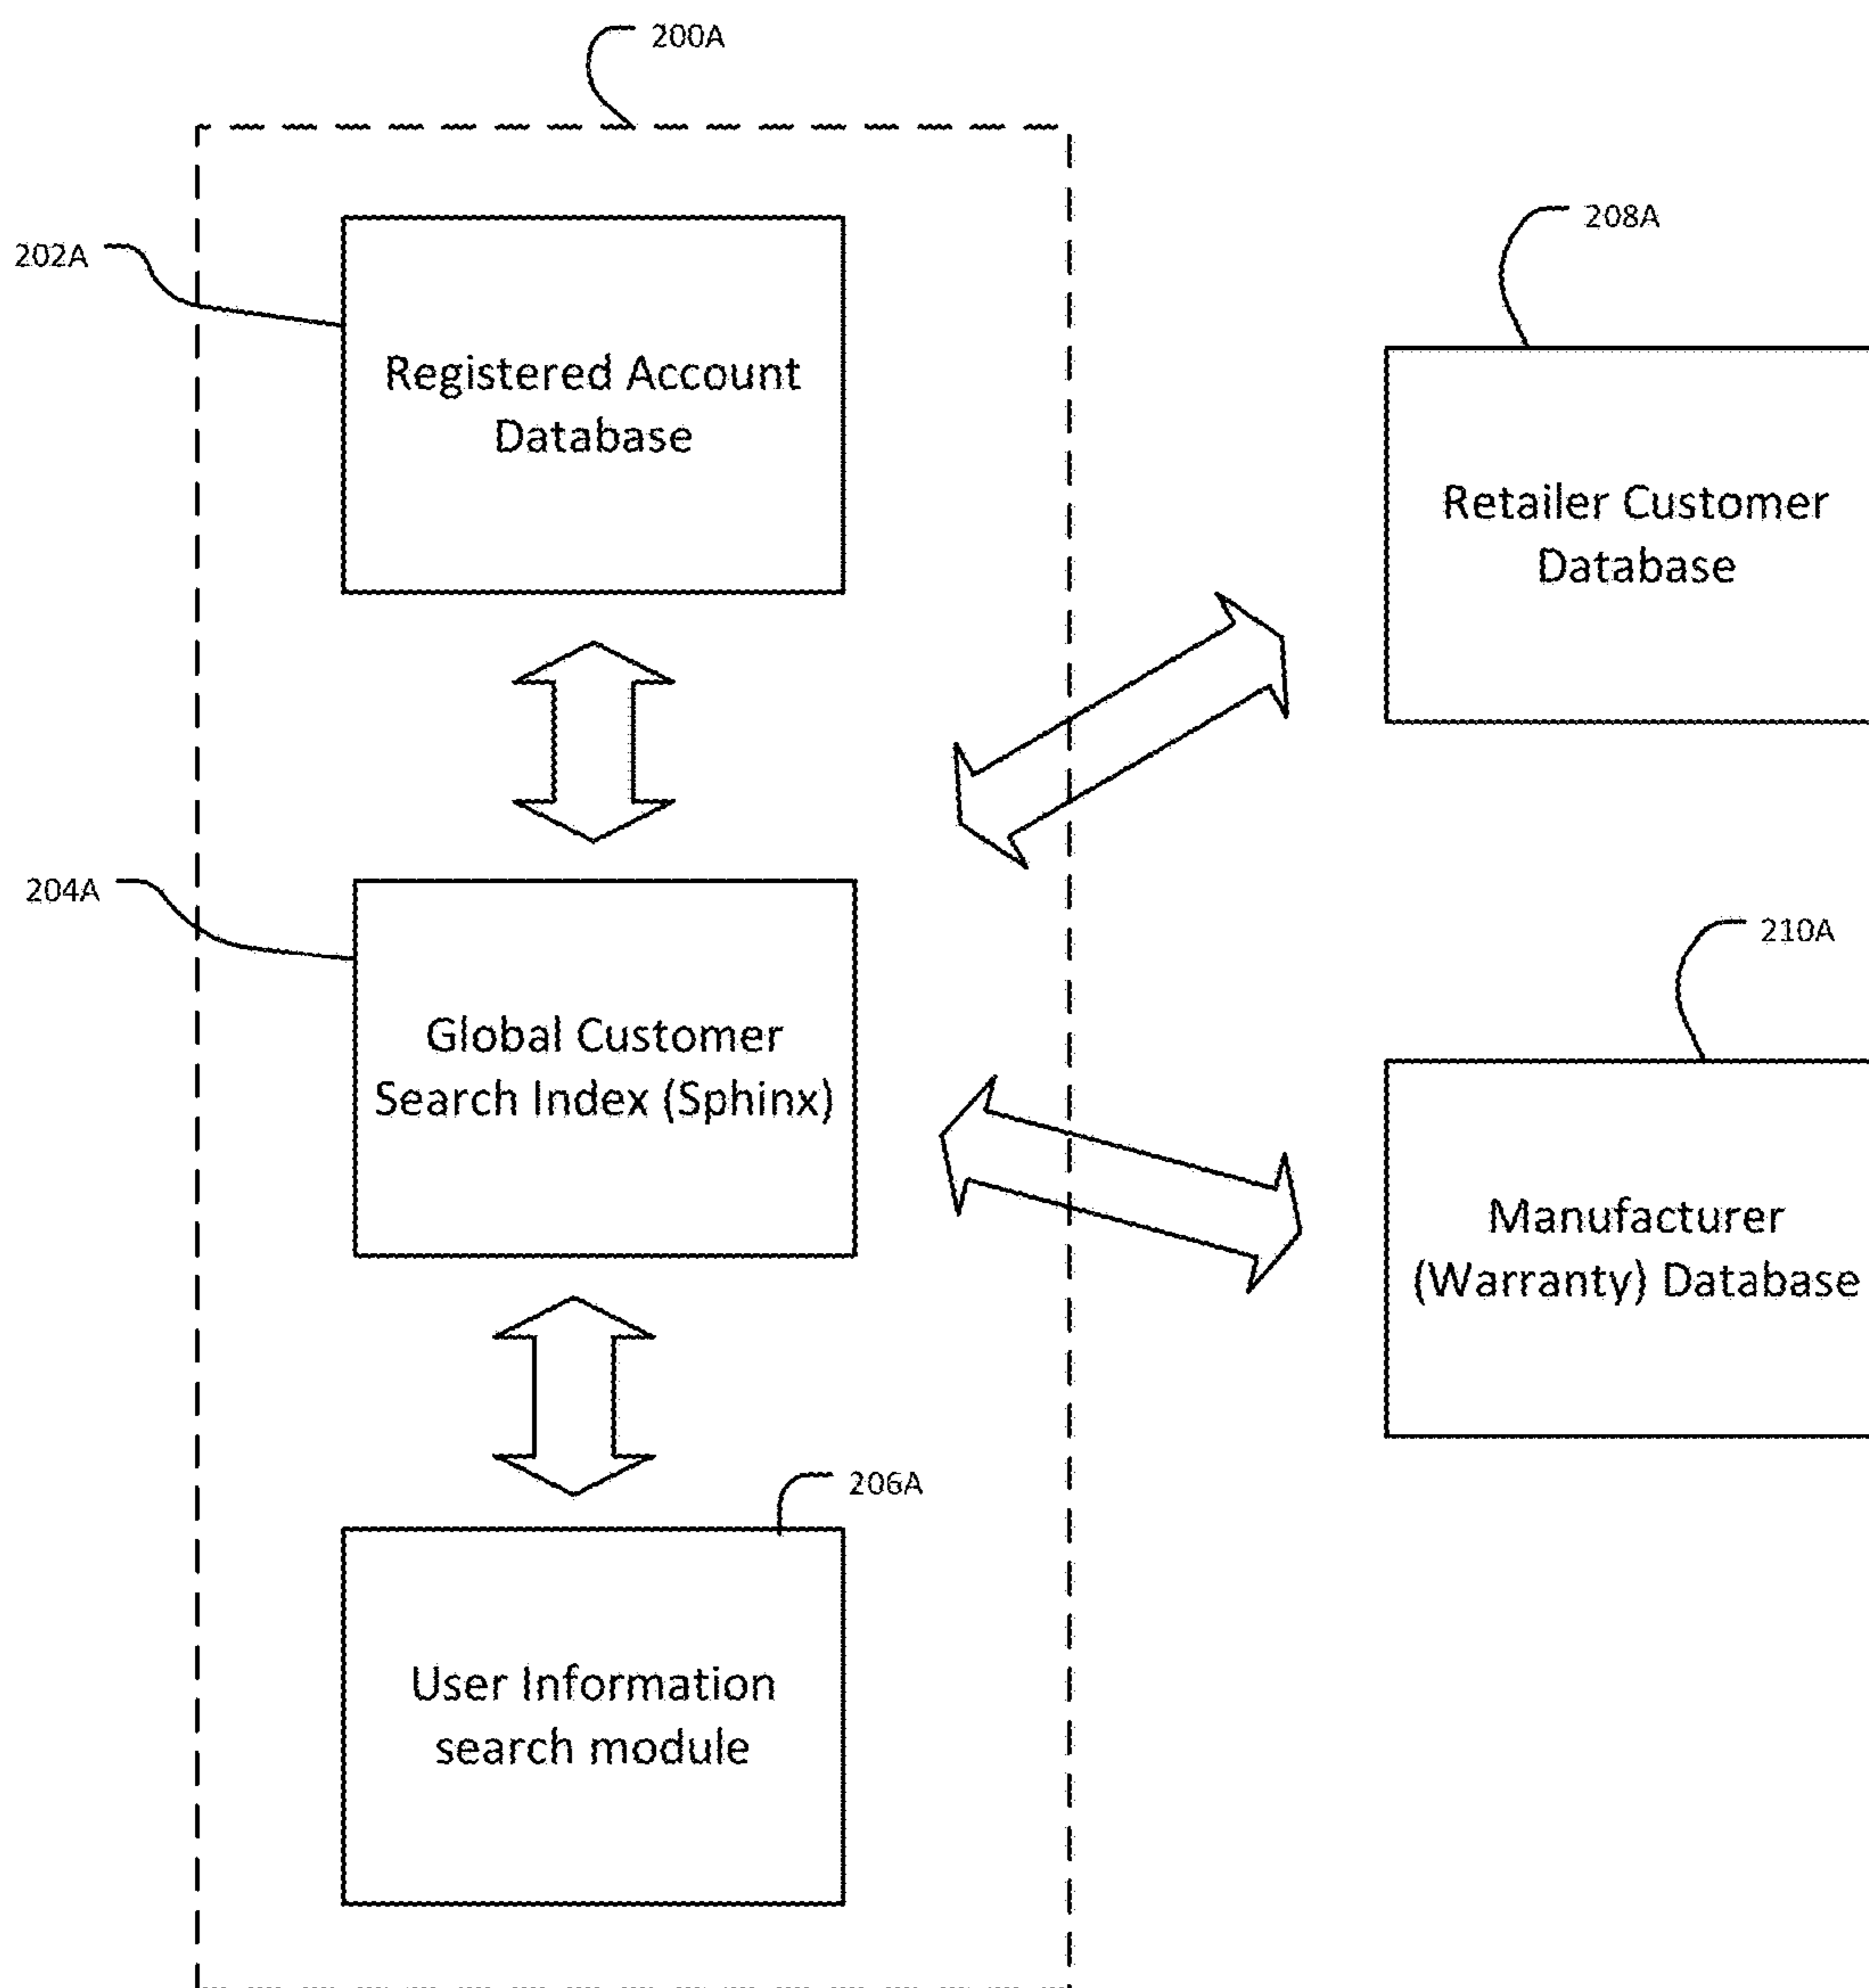 200A
202A
Registered Account
Database
208A
Retailer Customer
Database
204A
Global Customer
Search Index (Sphinx)
210A
Manufacturer
(Warranty) Database
206A
User Information
search module